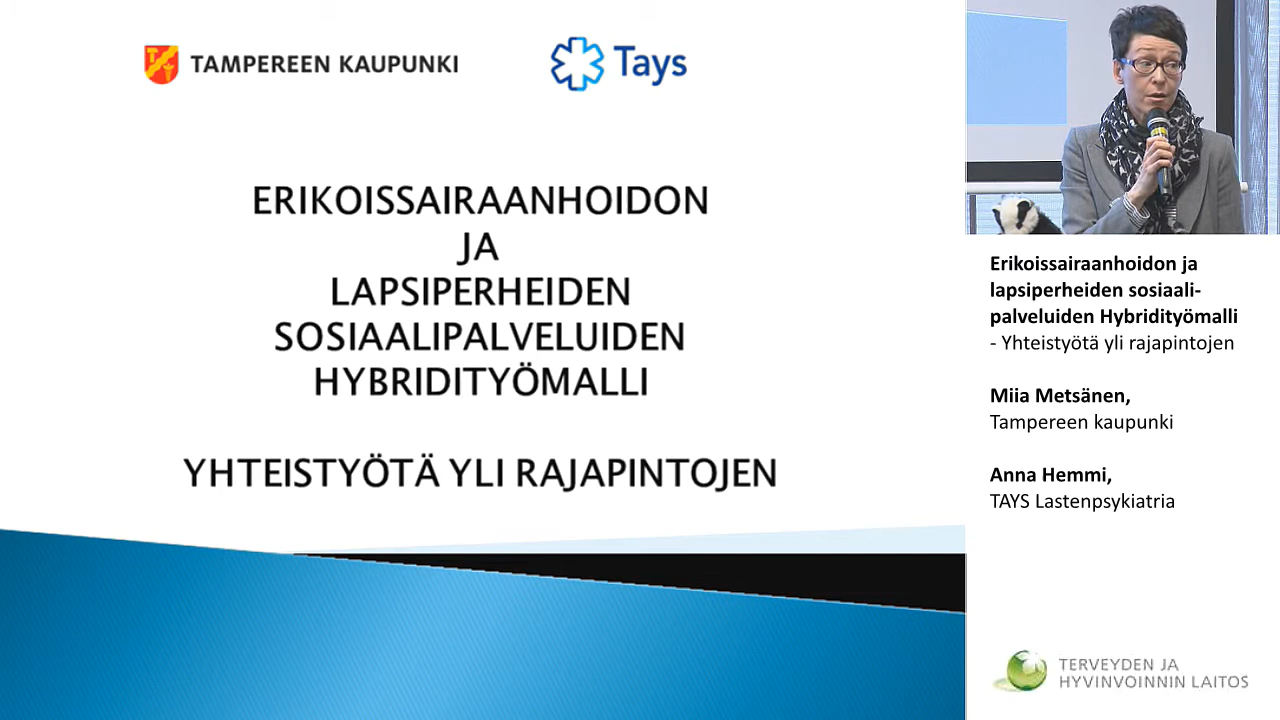 TAMPEREEN KAUPUNKI
Tays
ERIKOISSAIRAANHOIDON
JA
LAPSIPERHEIDEN
SOSIAALIPALVELUIDEN
HYBRIDITYÖMALLI
YHTEISTYÖTÄ YLI RAJAPINTOJEN
Erikoissairaanhoidon ja
lapsiperheiden sosiaali-
palveluiden Hybridityömalli
- Yhteistyötä yli rajapintojen
Miia Metsänen,
Tampereen kaupunki
Anna Hemmi,
TAYS Lastenpsykiatria
TERVEYDEN JA
HYVINVOINNIN LAITOS